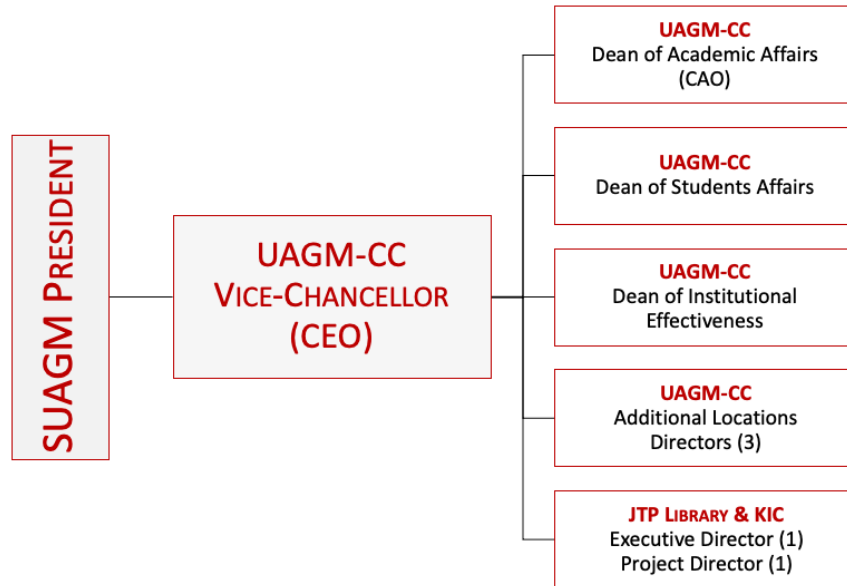 SUAGM PRESIDENT
UAGM-CC
VICE-CHANCELLOR
(CEO)
UAGM-CC
Dean of Academic Affairs
(CAO)
UAGM-CC
Dean of Students Affairs
UAGM-CC
Dean of Institutional
Effectiveness
UAGM-CC
Additional Locations
Directors (3)
JTP LIBRARY & KIC
Executive Director (1)
Project Director (1)